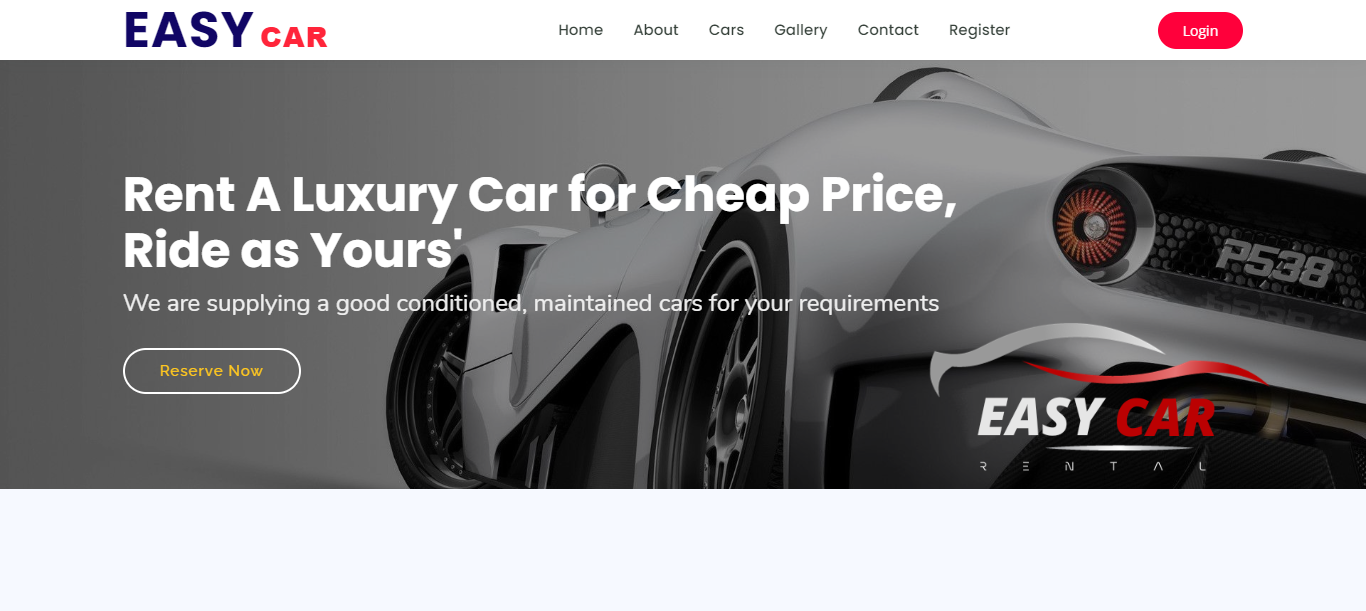 EASY CAR
Home About Cars Gallery Contact Register
Login
Rent A Luxury Car for Cheap Price,
Ride as Yours'
We are supplying a good conditioned, maintained cars for your requirements
Reserve Now
P538
EASY CAR
RENTAL